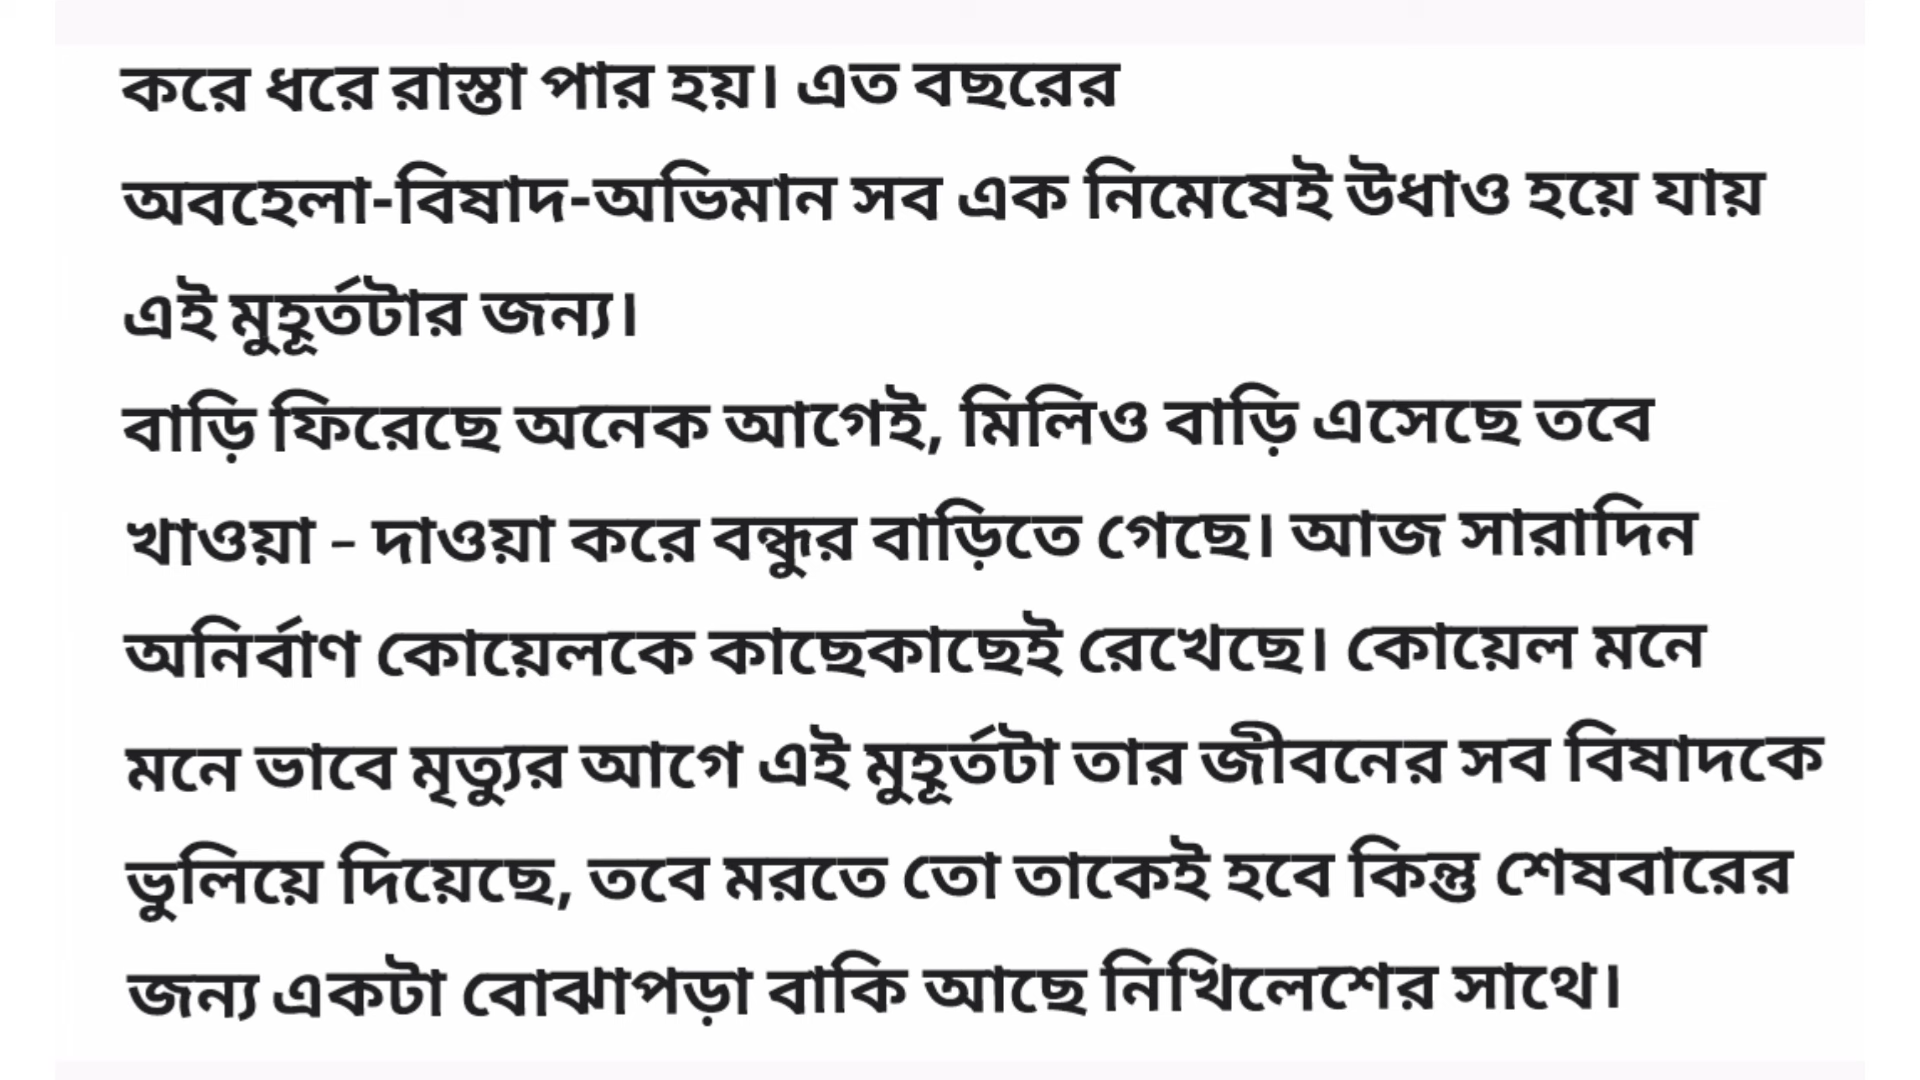 করে ধরে রাস্তা পার হয়। এত বছরের
অবহেলা-বিষাদ-অভিমান সব এক নিমেষেই উধাও হয়ে যায়
এই মুহূর্তটার জন্য।
বাড়ি ফিরেছে অনেক আগেই, মিলিও বাড়ি এসেছে তবে
খাওয়া - দাওয়া করে বন্ধুর বাড়িতে গেছে। আজ সারাদিন
অনির্বাণ কোয়েলকে কাছেকাছেই রেখেছে। কোয়েল মনে
মনে ভাবে মৃত্যুর আগে এই মুহূর্তটা তার জীবনের সব বিষাদকে
ভুলিয়ে দিয়েছে, তবে মরতে তো তাকেই হবে কিন্তু শেষবারের
জন্য একটা বোঝাপড়া বাকি আছে নিখিলেশের সাথে।